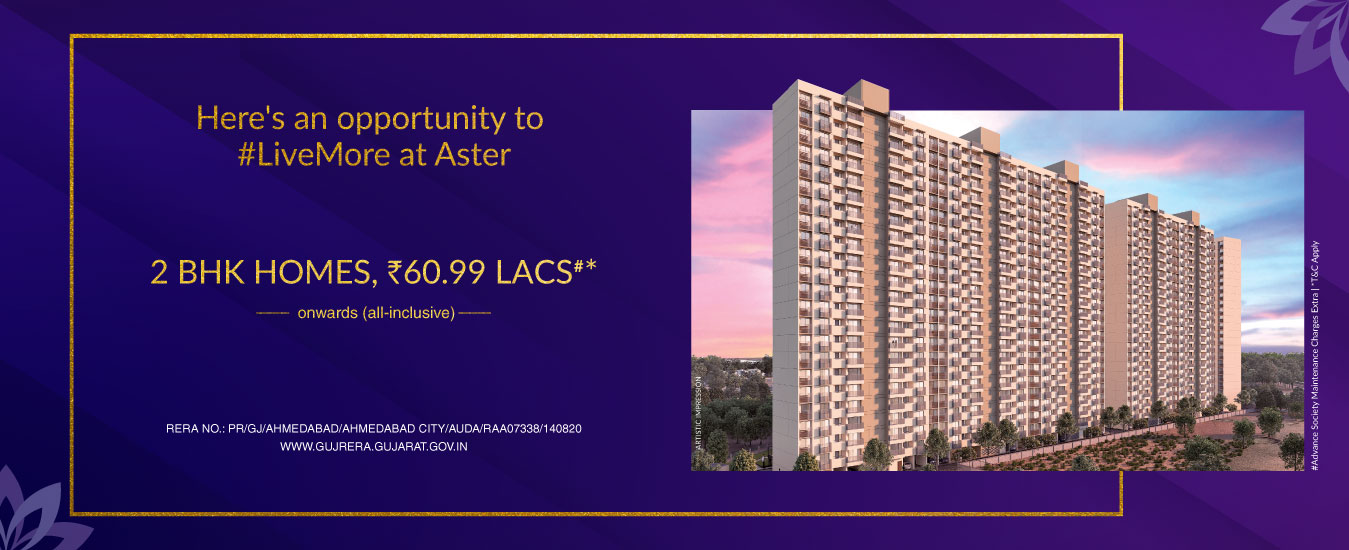 Here's an opportunity to
#LiveMore at Aster
2 BHK HOMES, ₹60.99 LACS#*
onwards (all-inclusive)
RERA NO.: PR/GJ/AHMEDABAD/AHMEDABAD CITY/AUDA/RAA07338/140820
WWW.GUJRERA.GUJARAT.GOV.IN
ARTISTIC IMPRESSION
#Advance Society Maintenance Charges Extra | *T&C Apply